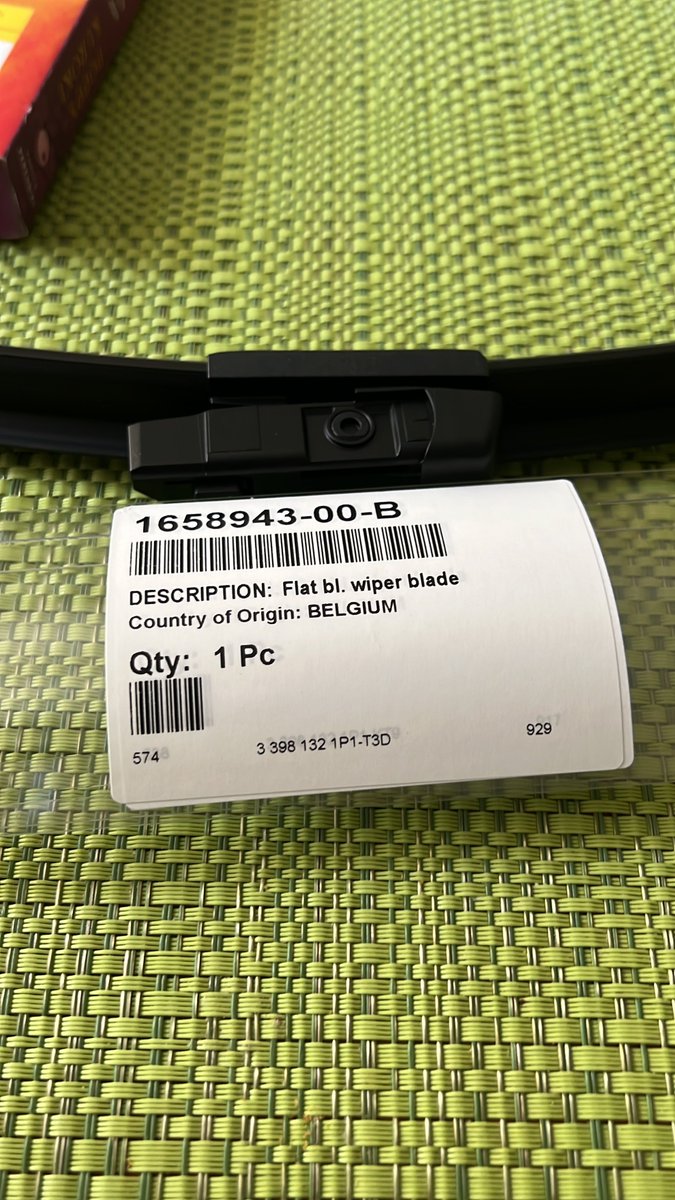 1658943-00-B
DESCRIPTION: Flat bl. wiper blade
Country of Origin: BELGIUM
Qty: 1 Pc
574 3 398 132 1P1-T3D 929